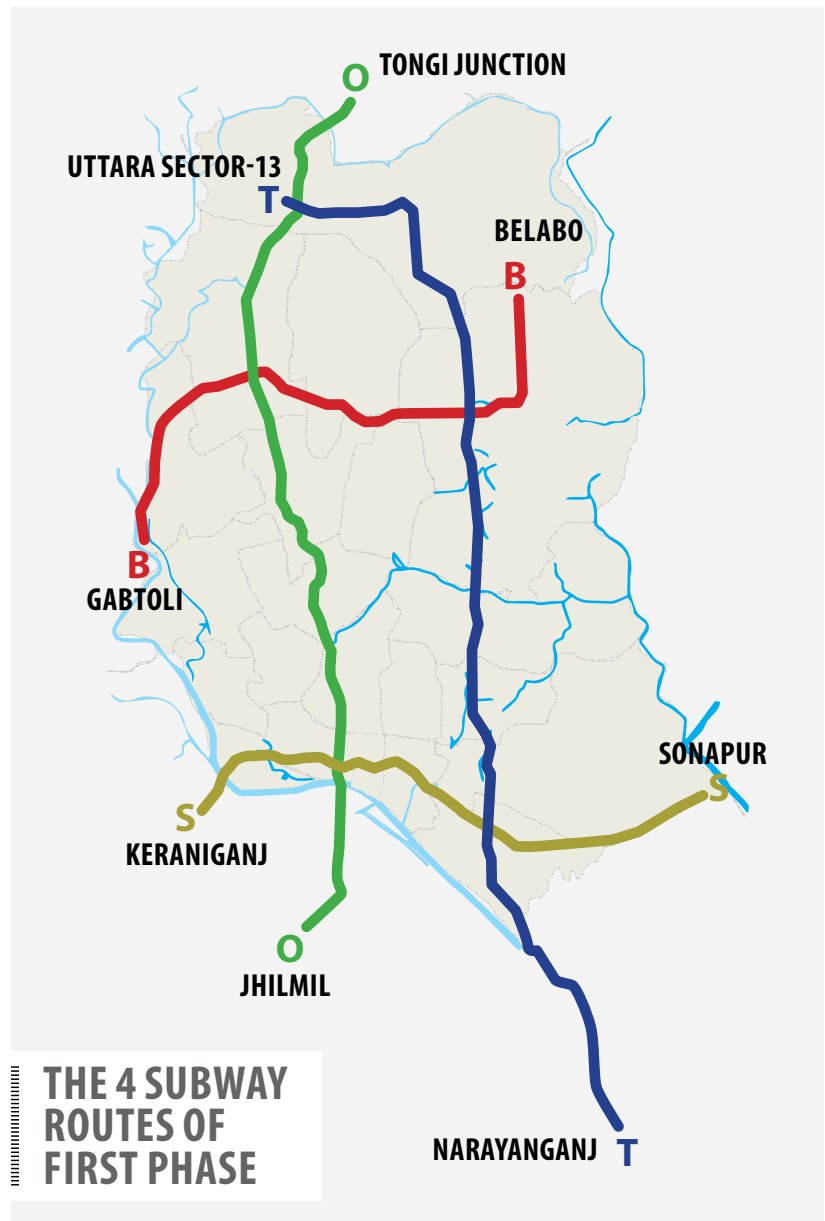 O TONGI JUNCTION
UTTARA SECTOR-13
T
BELABO
B
B
GABTOLI
SONAPUR
S
S
KERANIGANJ
O
JHILMIL
THE 4 SUBWAY
ROUTES OF
FIRST PHASE
NARAYANGANJ T